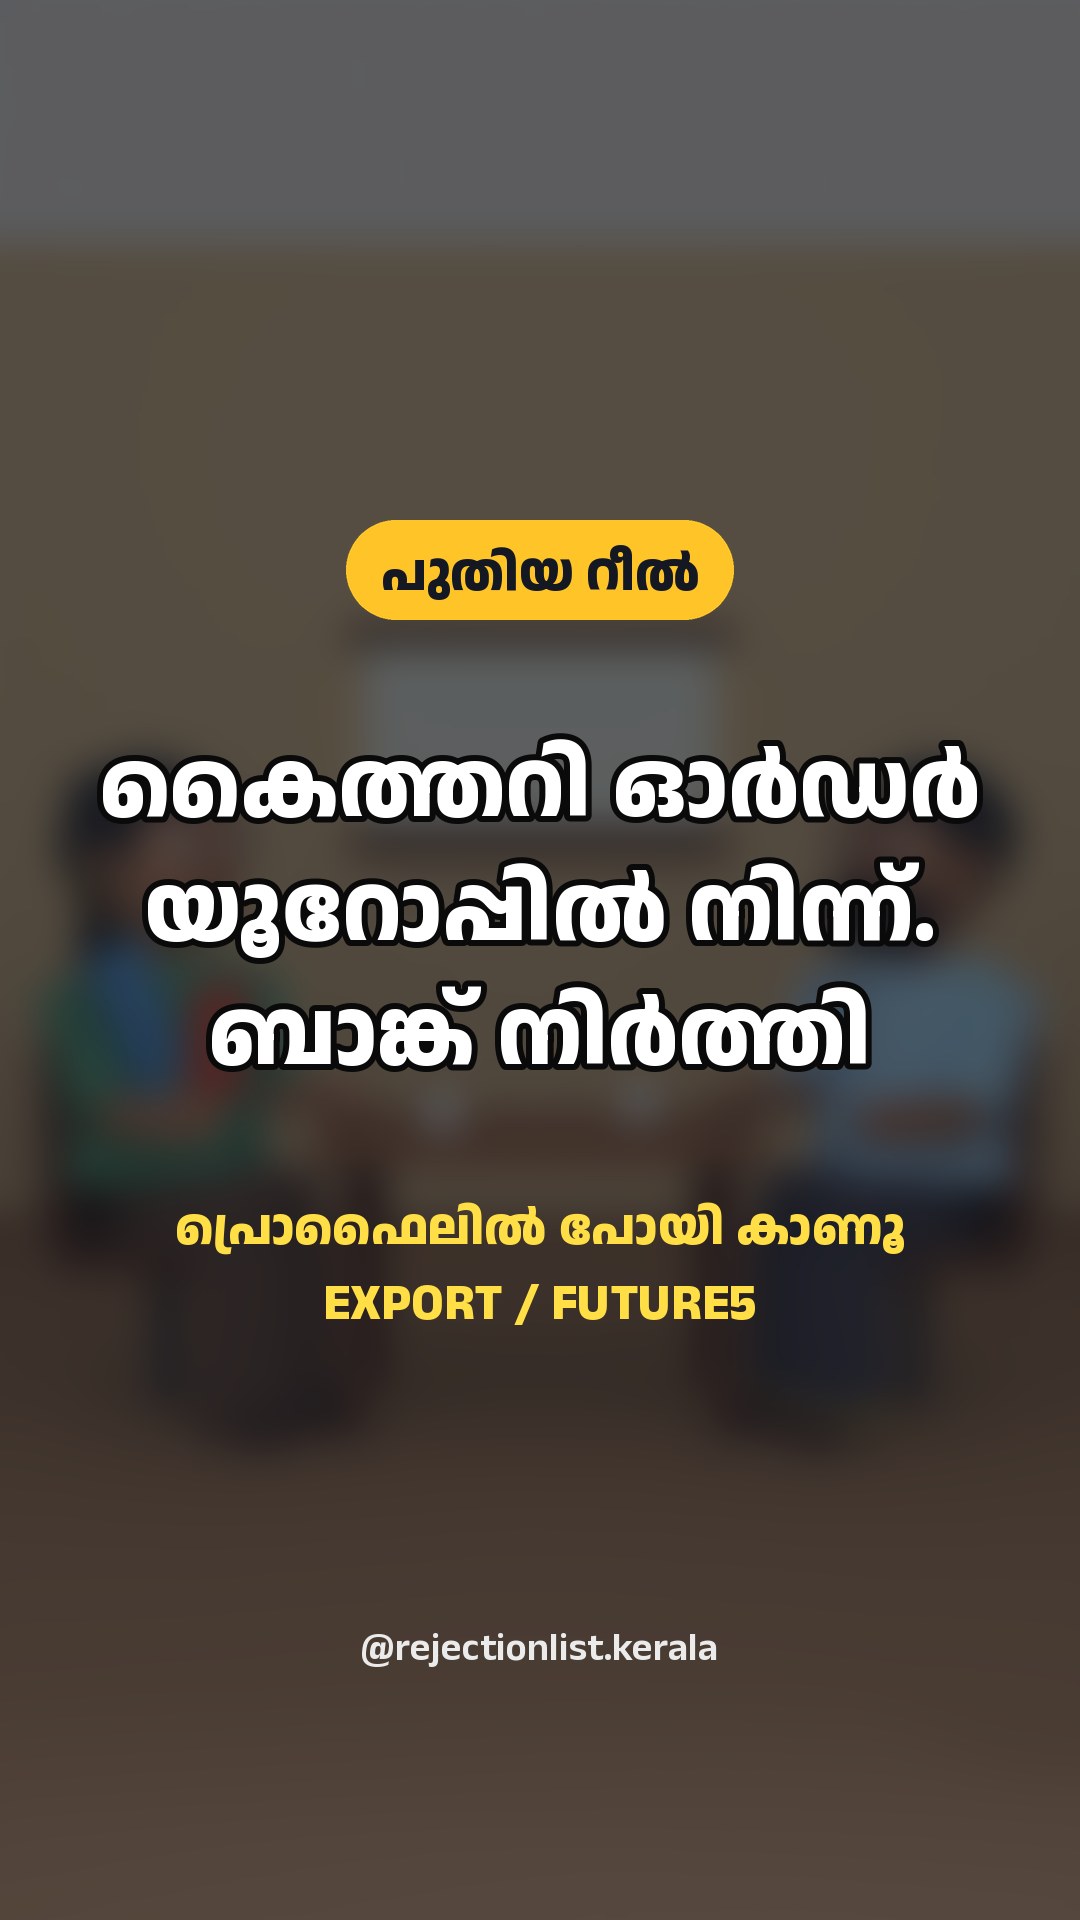 പുതിയ റീൽ
കൈത്തറി ഓർഡർ
യൂറോപ്പിൽ നിന്ന്.
ബാങ്ക് നിർത്തി
പ്രൊഫൈലിൽ പോയി കാണൂ
EXPORT / FUTURE5
@rejectionlist.kerala